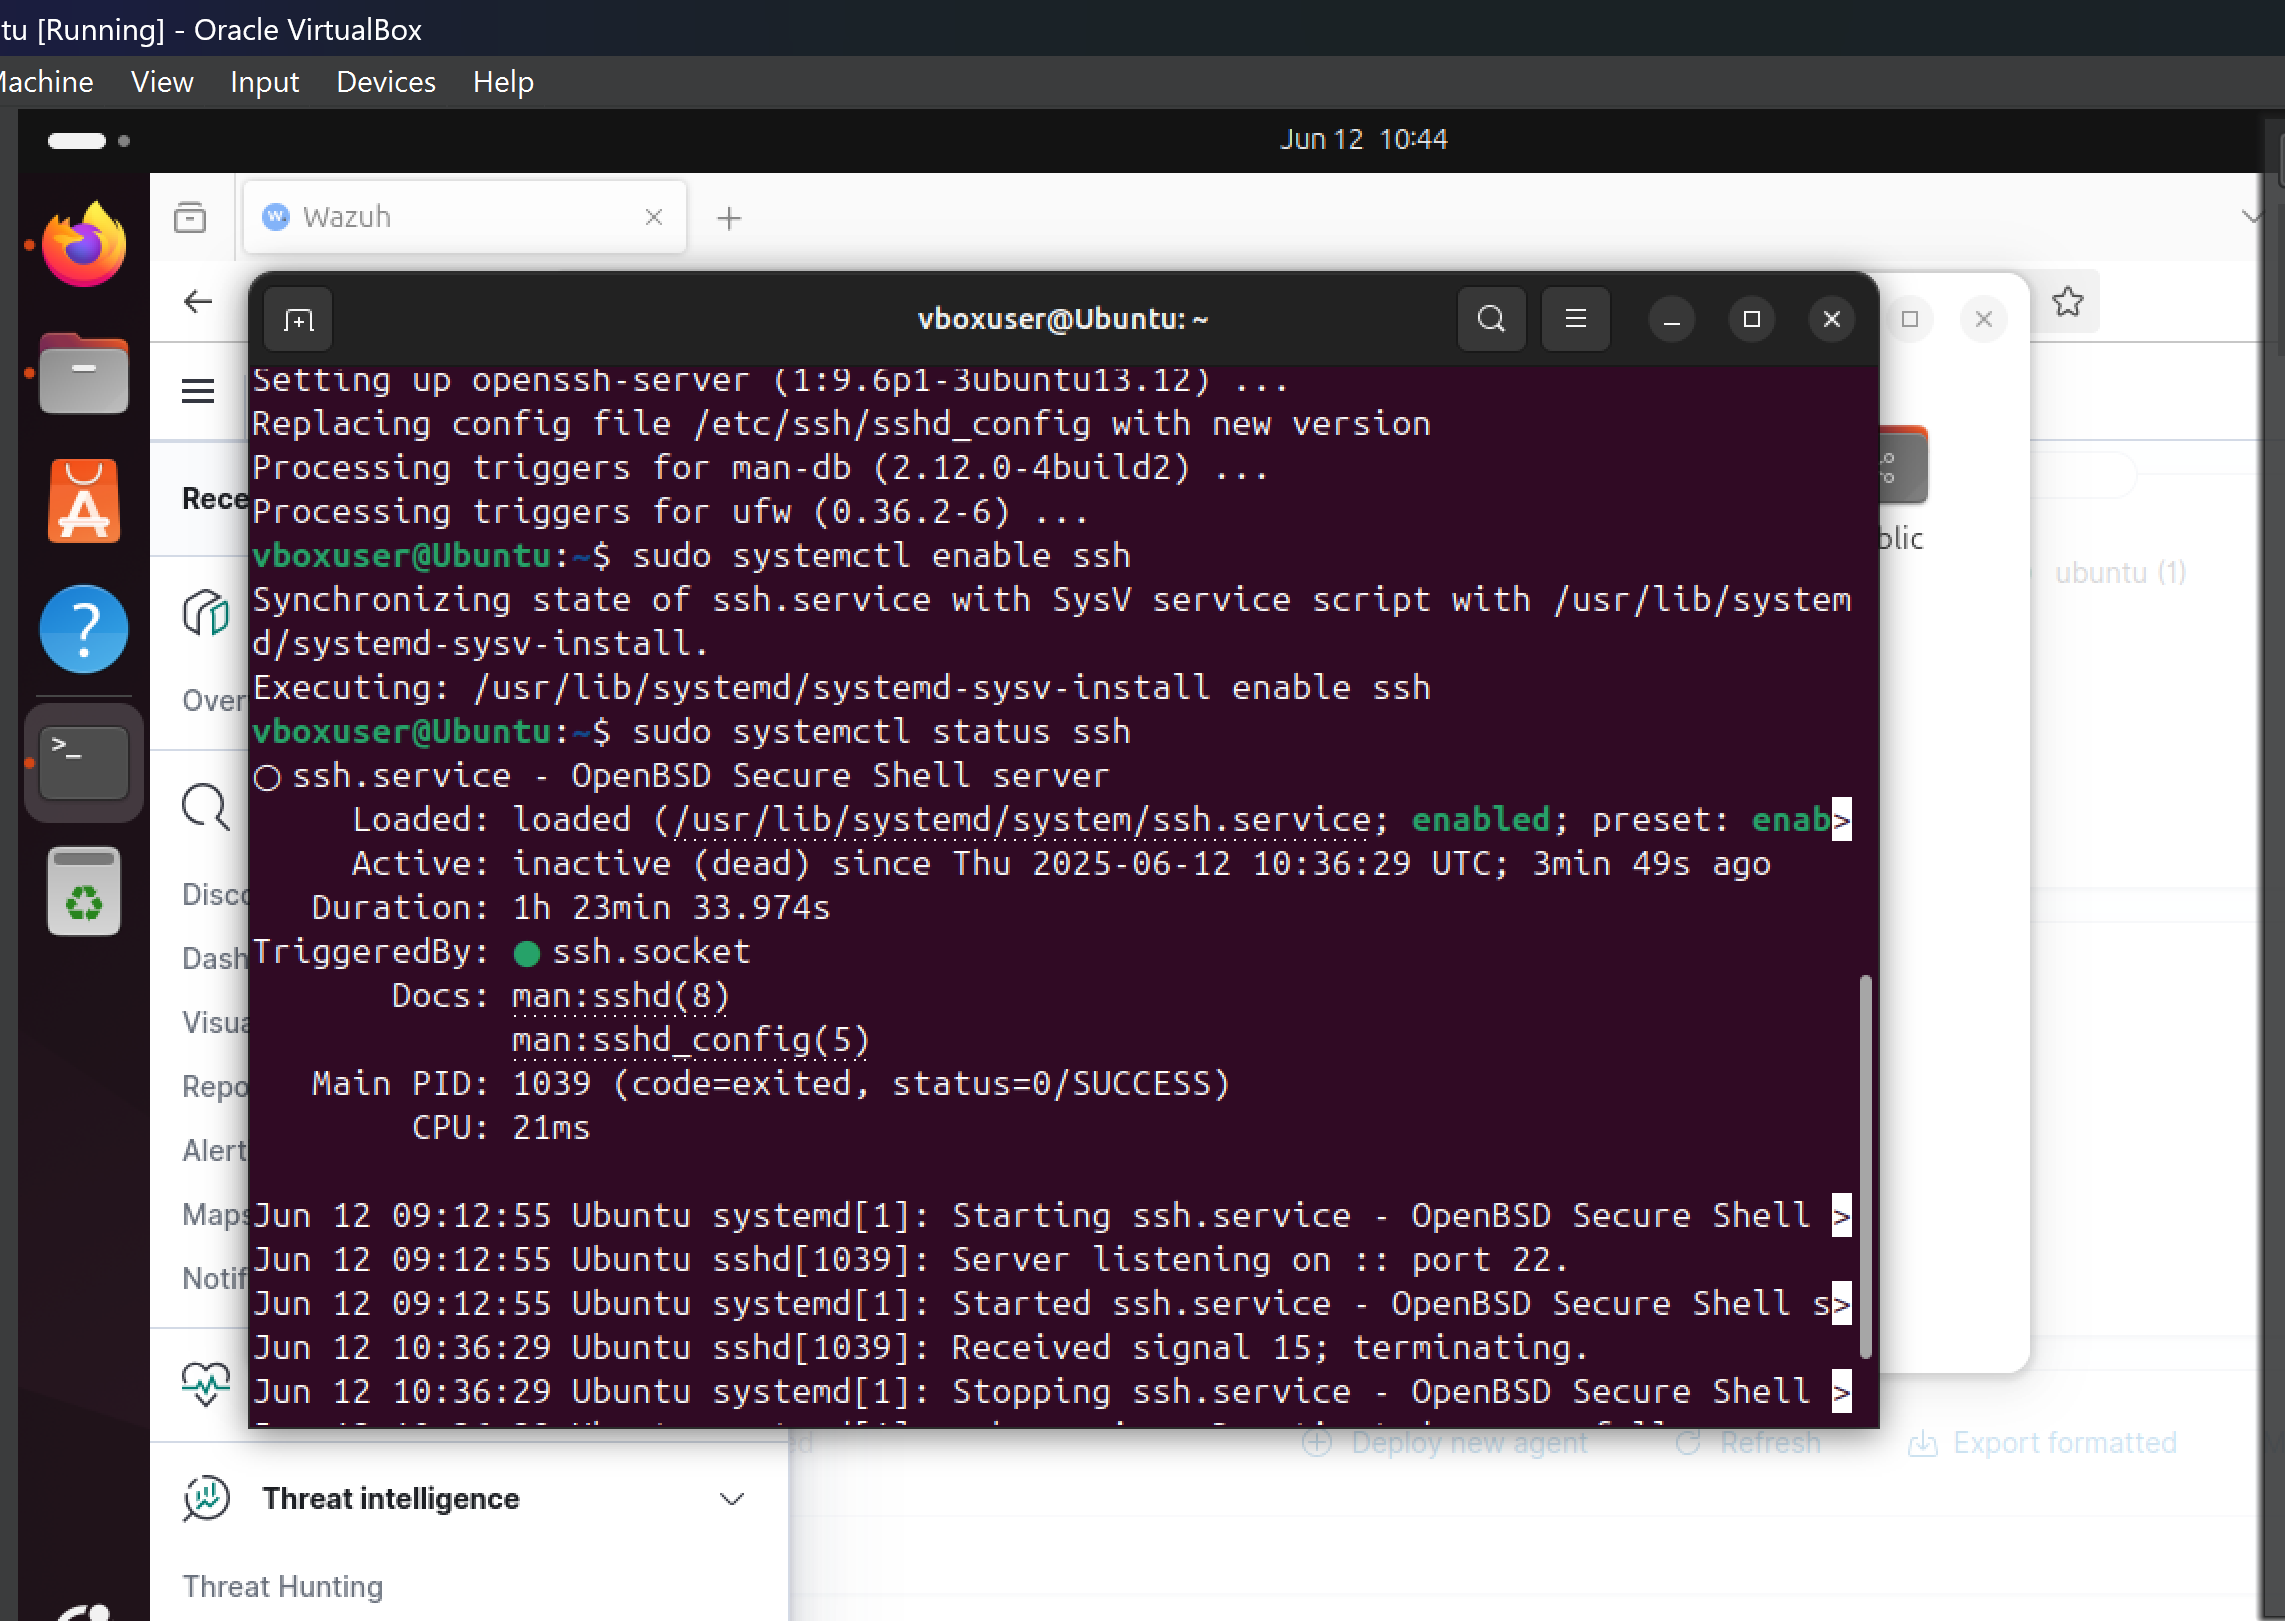 tu [Running] - Oracle VirtualBox
Machine View Input Devices Help
Jun 12 10:44
Wazuh
vboxuser@Ubuntu: ~
Setting up openssh-server (1:9.6p1-3ubuntu13.12) ...
Replacing config file /etc/ssh/sshd_config with new version
Processing triggers for man-db (2.12.0-4build2) ...
Processing triggers for ufw (0.36.2-6) ...
vboxuser@Ubuntu:~$ sudo systemctl enable ssh
Synchronizing state of ssh.service with SysV service script with /usr/lib/system
d/systemd-sysv-install.
Executing: /usr/lib/systemd/systemd-sysv-install enable ssh
vboxuser@Ubuntu:~$ sudo systemctl status ssh
○ ssh.service - OpenBSD Secure Shell server
Loaded: loaded (/usr/lib/systemd/system/ssh.service; enabled; preset: enab>
Active: inactive (dead) since Thu 2025-06-12 10:36:29 UTC; 3min 49s ago
Duration: 1h 23min 33.974s
TriggeredBy: ● ssh.socket
Docs: man:sshd(8)
man:sshd_config(5)
Main PID: 1039 (code=exited, status=0/SUCCESS)
CPU: 21ms
Jun 12 09:12:55 Ubuntu systemd[1]: Starting ssh.service - OpenBSD Secure Shell >
Jun 12 09:12:55 Ubuntu sshd[1039]: Server listening on :: port 22.
Jun 12 09:12:55 Ubuntu systemd[1]: Started ssh.service - OpenBSD Secure Shell s>
Jun 12 10:36:29 Ubuntu sshd[1039]: Received signal 15; terminating.
Jun 12 10:36:29 Ubuntu systemd[1]: Stopping ssh.service - OpenBSD Secure Shell >
Rece
Over
Disco
Dash
Visua
Repo
Alert
Maps
Notif
blic
ubuntu (1)
Deploy new agent
Refresh
Export formatted
Threat intelligence
Threat Hunting